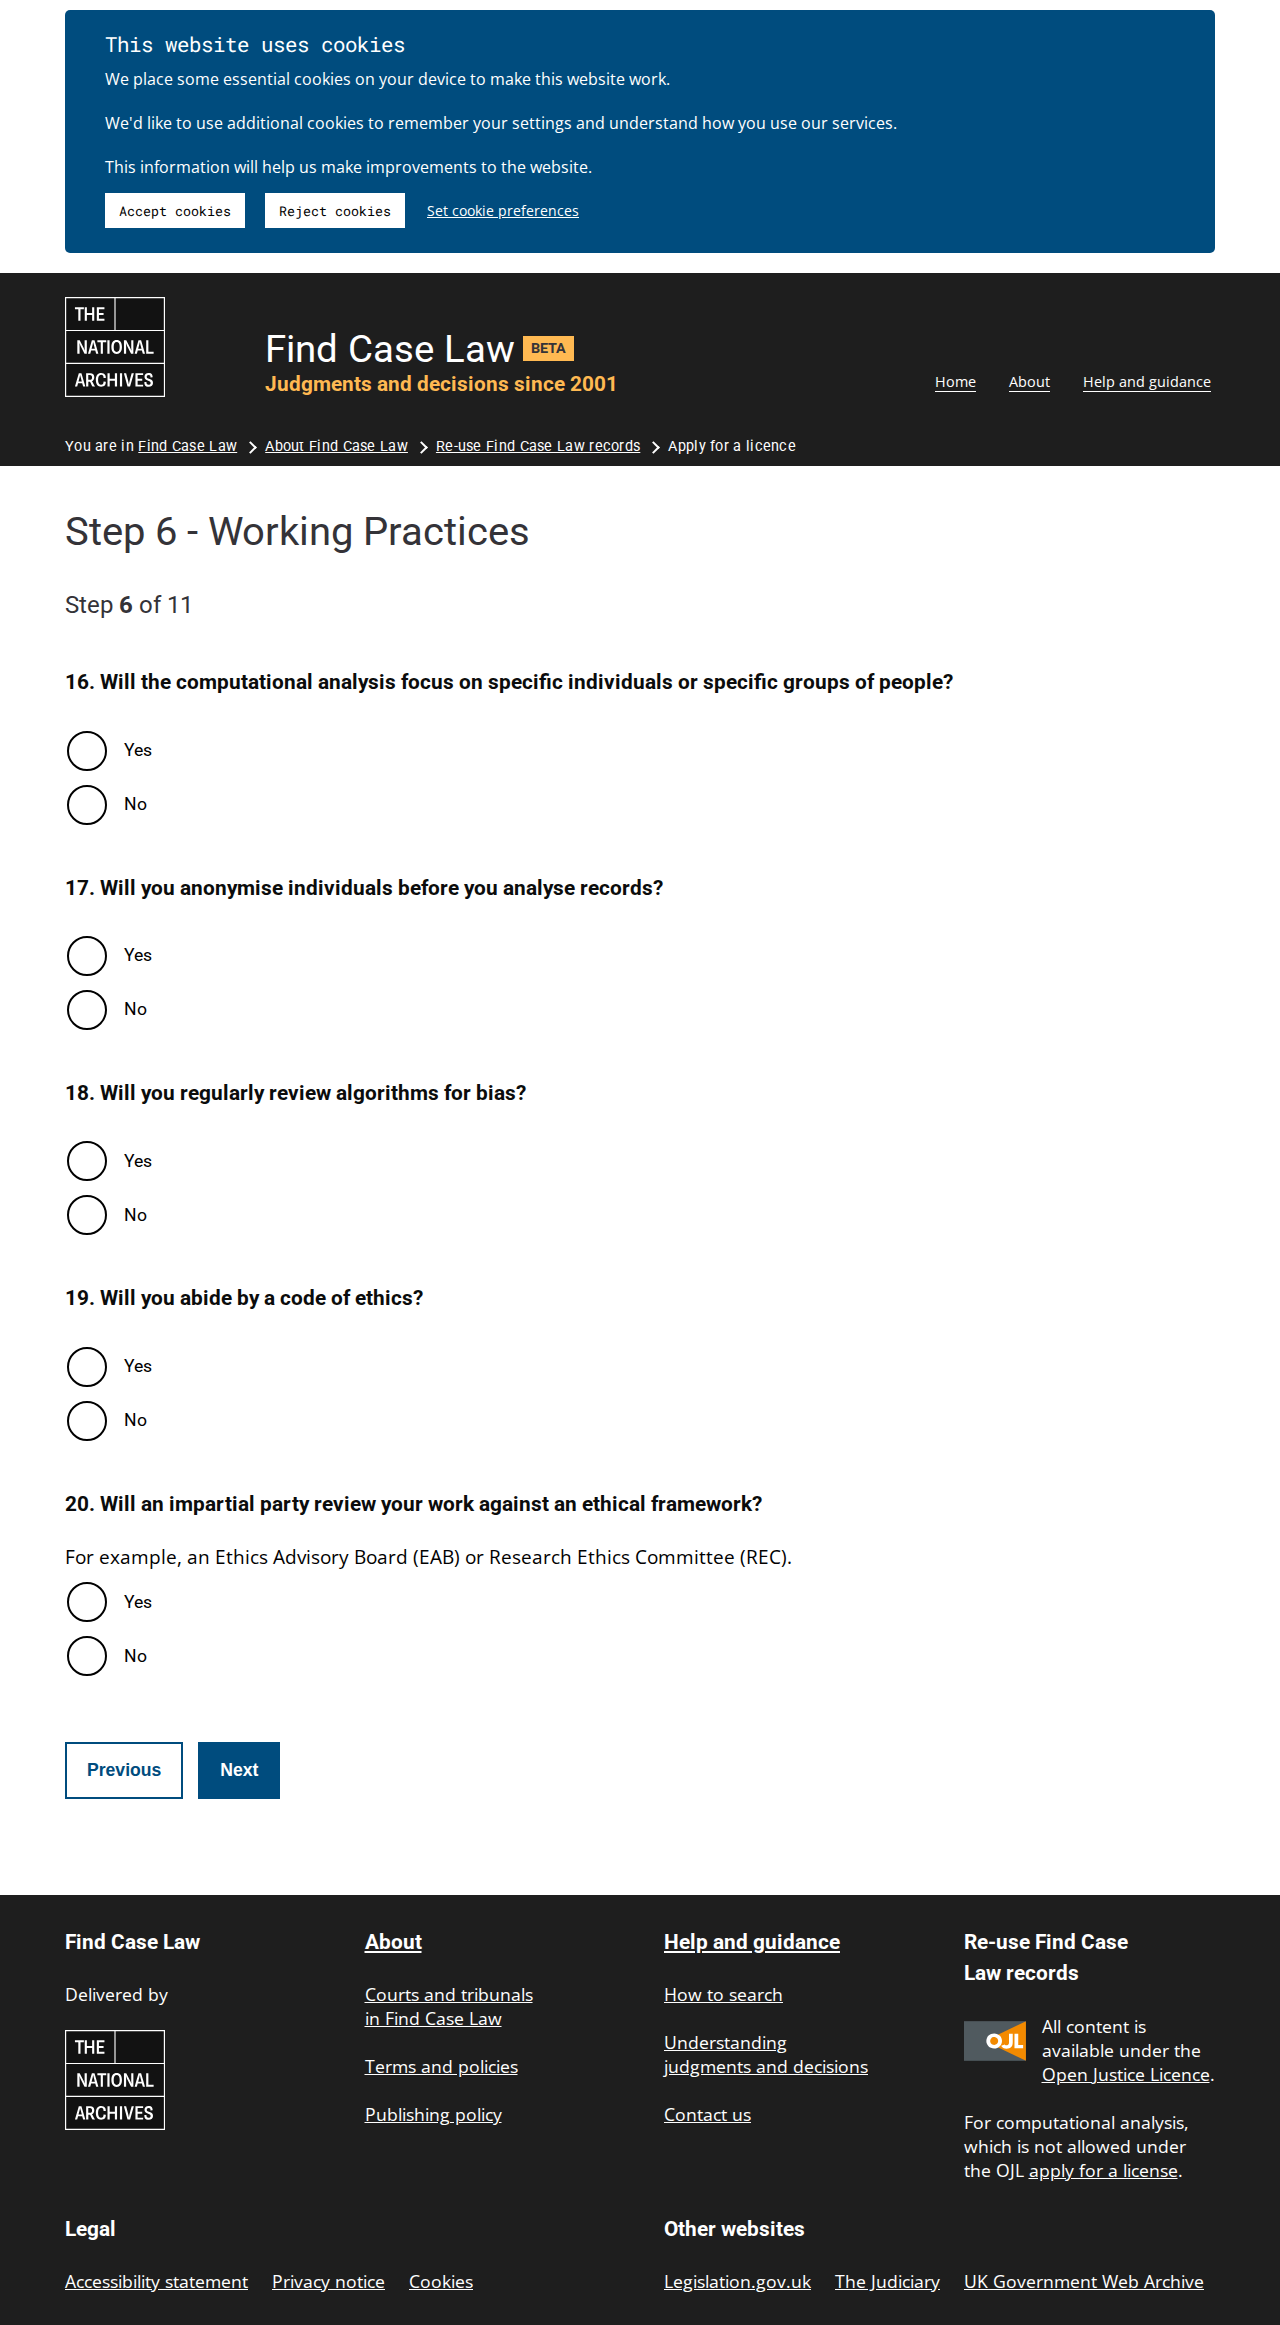 This website uses cookies
We place some essential cookies on your device to make this website work.
We'd like to use additional cookies to remember your settings and understand how you use our services.
This information will help us make improvements to the website.
Accept cookies Reject cookies Set cookie preferences
THE
NATIONAL
ARCHIVES
Find Case Law BETA
Judgments and decisions since 2001
Home About Help and guidance
You are in Find Case Law About Find Case Law Re-use Find Case Law records Apply for a licence
Step 6 - Working Practices
Step 6 of 11
16. Will the computational analysis focus on specific individuals or specific groups of people?
Yes
No
17. Will you anonymise individuals before you analyse records?
Yes
No
18. Will you regularly review algorithms for bias?
Yes
No
19. Will you abide by a code of ethics?
Yes
No
20. Will an impartial party review your work against an ethical framework?
For example, an Ethics Advisory Board (EAB) or Research Ethics Committee (REC).
Yes
No
Previous Next
Find Case Law
Delivered by
THE
NATIONAL
ARCHIVES
About
Courts and tribunals
in Find Case Law
Terms and policies
Publishing policy
Help and guidance
How to search
Understanding
judgments and decisions
Contact us
Re-use Find Case
Law records
OJL
All content is
available under the
Open Justice Licence.
For computational analysis,
which is not allowed under
the OJL apply for a license.
Legal
Accessibility statement Privacy notice Cookies
Other websites
Legislation.gov.uk The Judiciary UK Government Web Archive